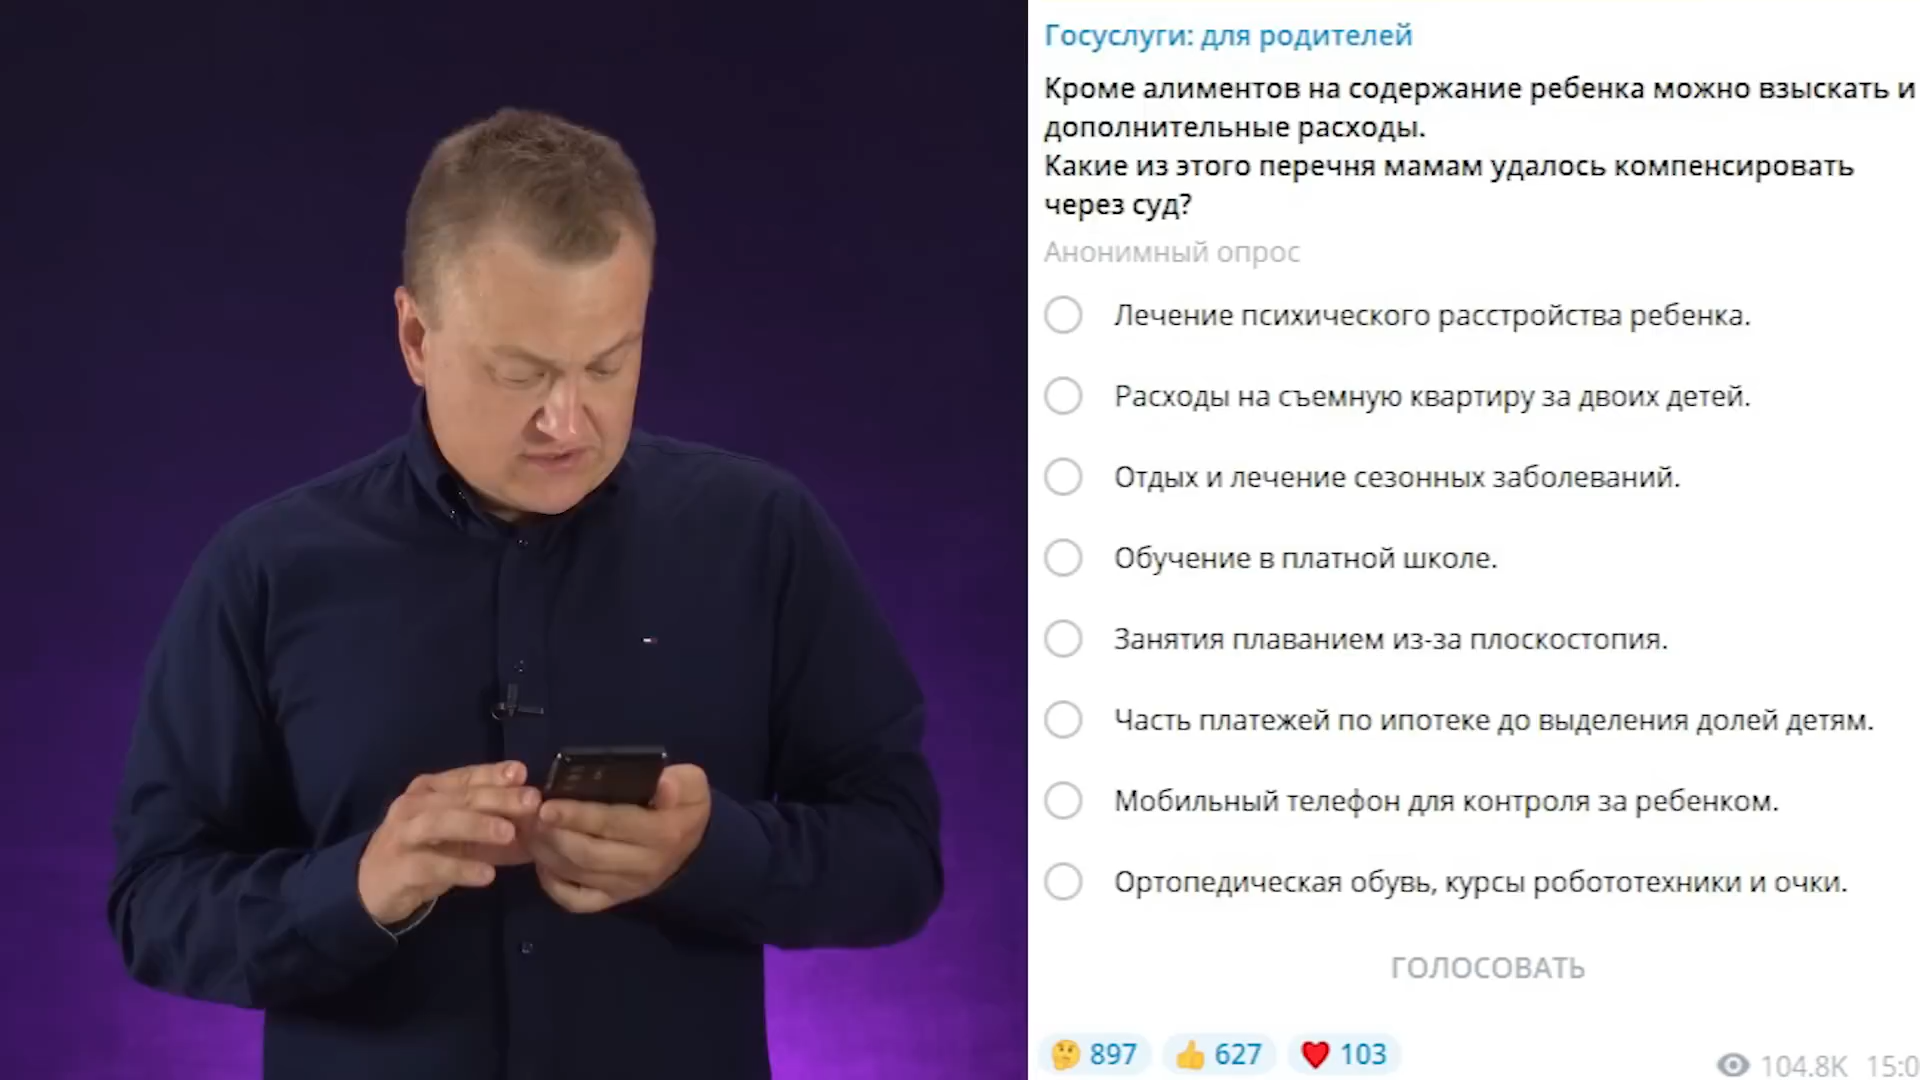 Госуслуги: для родителей
Кроме алиментов на содержание ребенка можно взыскать и
дополнительные расходы.
Какие из этого перечня мамам удалось компенсировать
через суд?
Анонимный опрос
Лечение психического расстройства ребенка.
Расходы на съемную квартиру за двоих детей.
Отдых и лечение сезонных заболеваний.
Обучение в платной школе.
Занятия плаванием из-за плоскостопия.
Часть платежей по ипотеке до выделения долей детям.
Мобильный телефон для контроля за ребенком.
Ортопедическая обувь, курсы робототехники и очки.
ГОЛОСОВАТЬ
897 627 103
104.8K 15:0